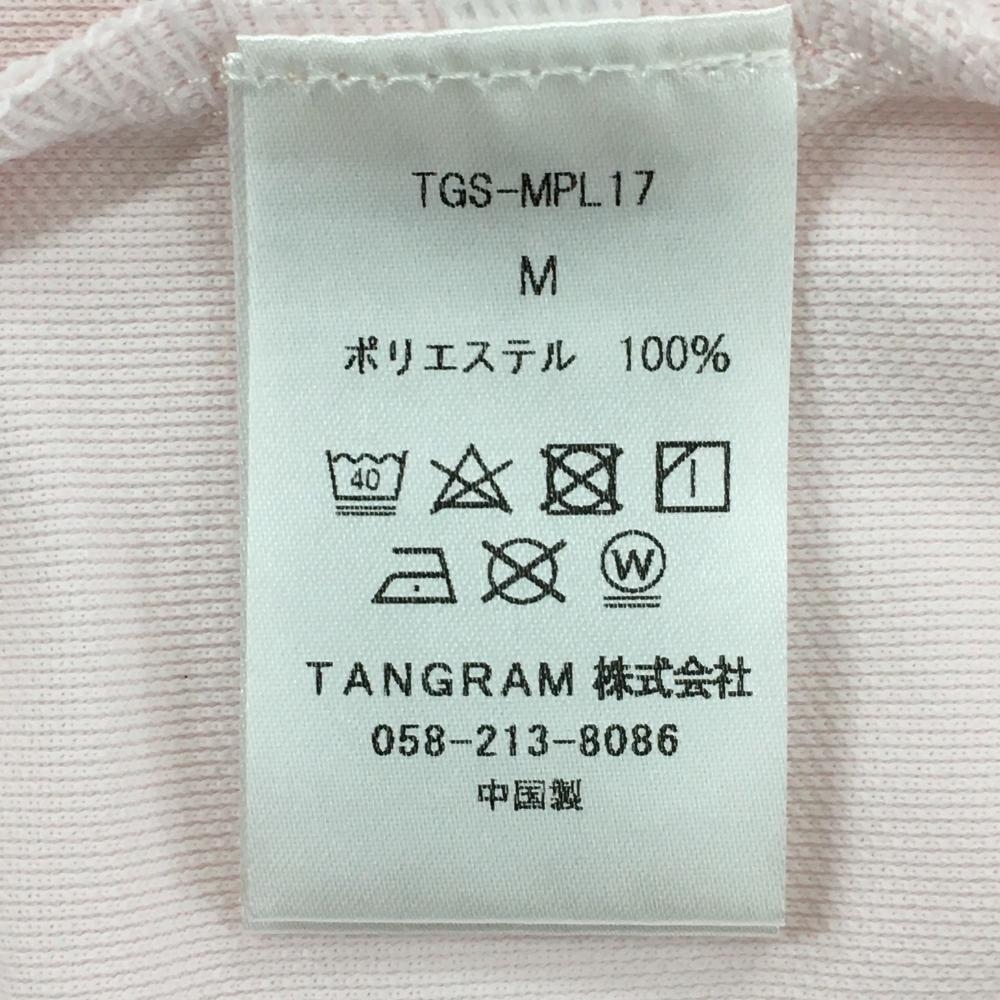 TGS-MPL17
M
ポリエステル 100%
40
W
TANGRAM 株式会社
058-213-8086
中国製